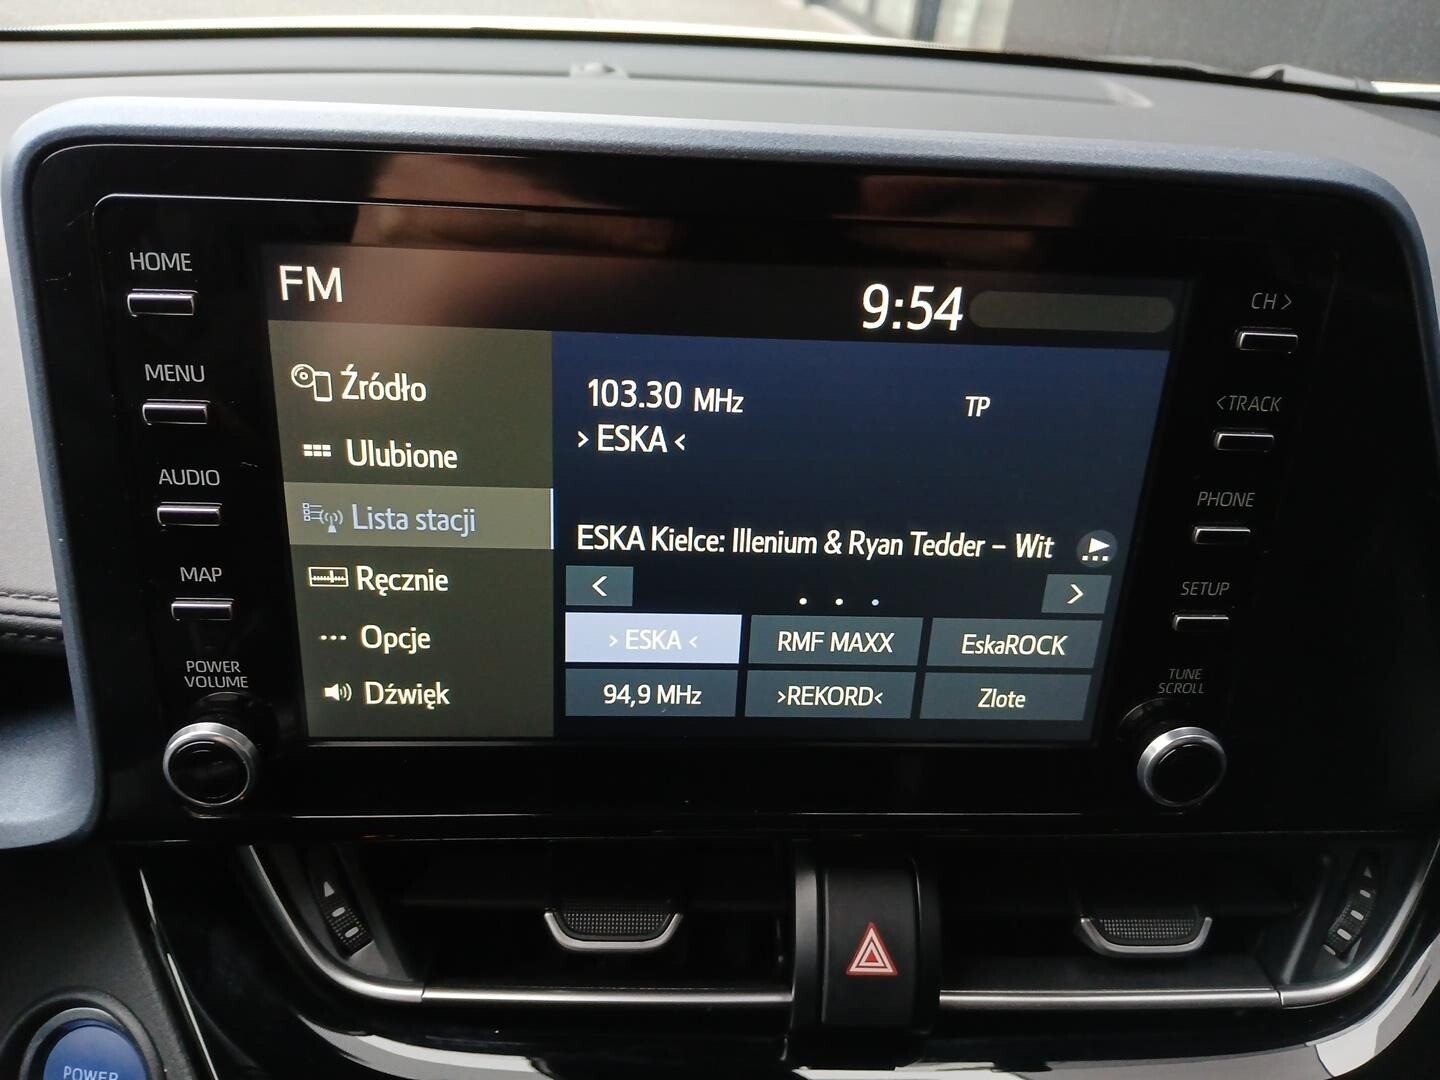 HOME
MENU
AUDIO
MAP
POWER
VOLUME
FM
9:54
Źródło
Ulubione
Lista stacji
Ręcznie
Opcje
Dźwięk
103.30 MHz
TP
> ESKA <
ESKA Kielce: Illenium & Ryan Tedder – Wit
<
>
> ESKA <
RMF MAXX
EskaROCK
94,9 MHz
>REKORD<
Zlote
CH >
< TRACK
PHONE
SETUP
TUNE
SCROLL
POWER